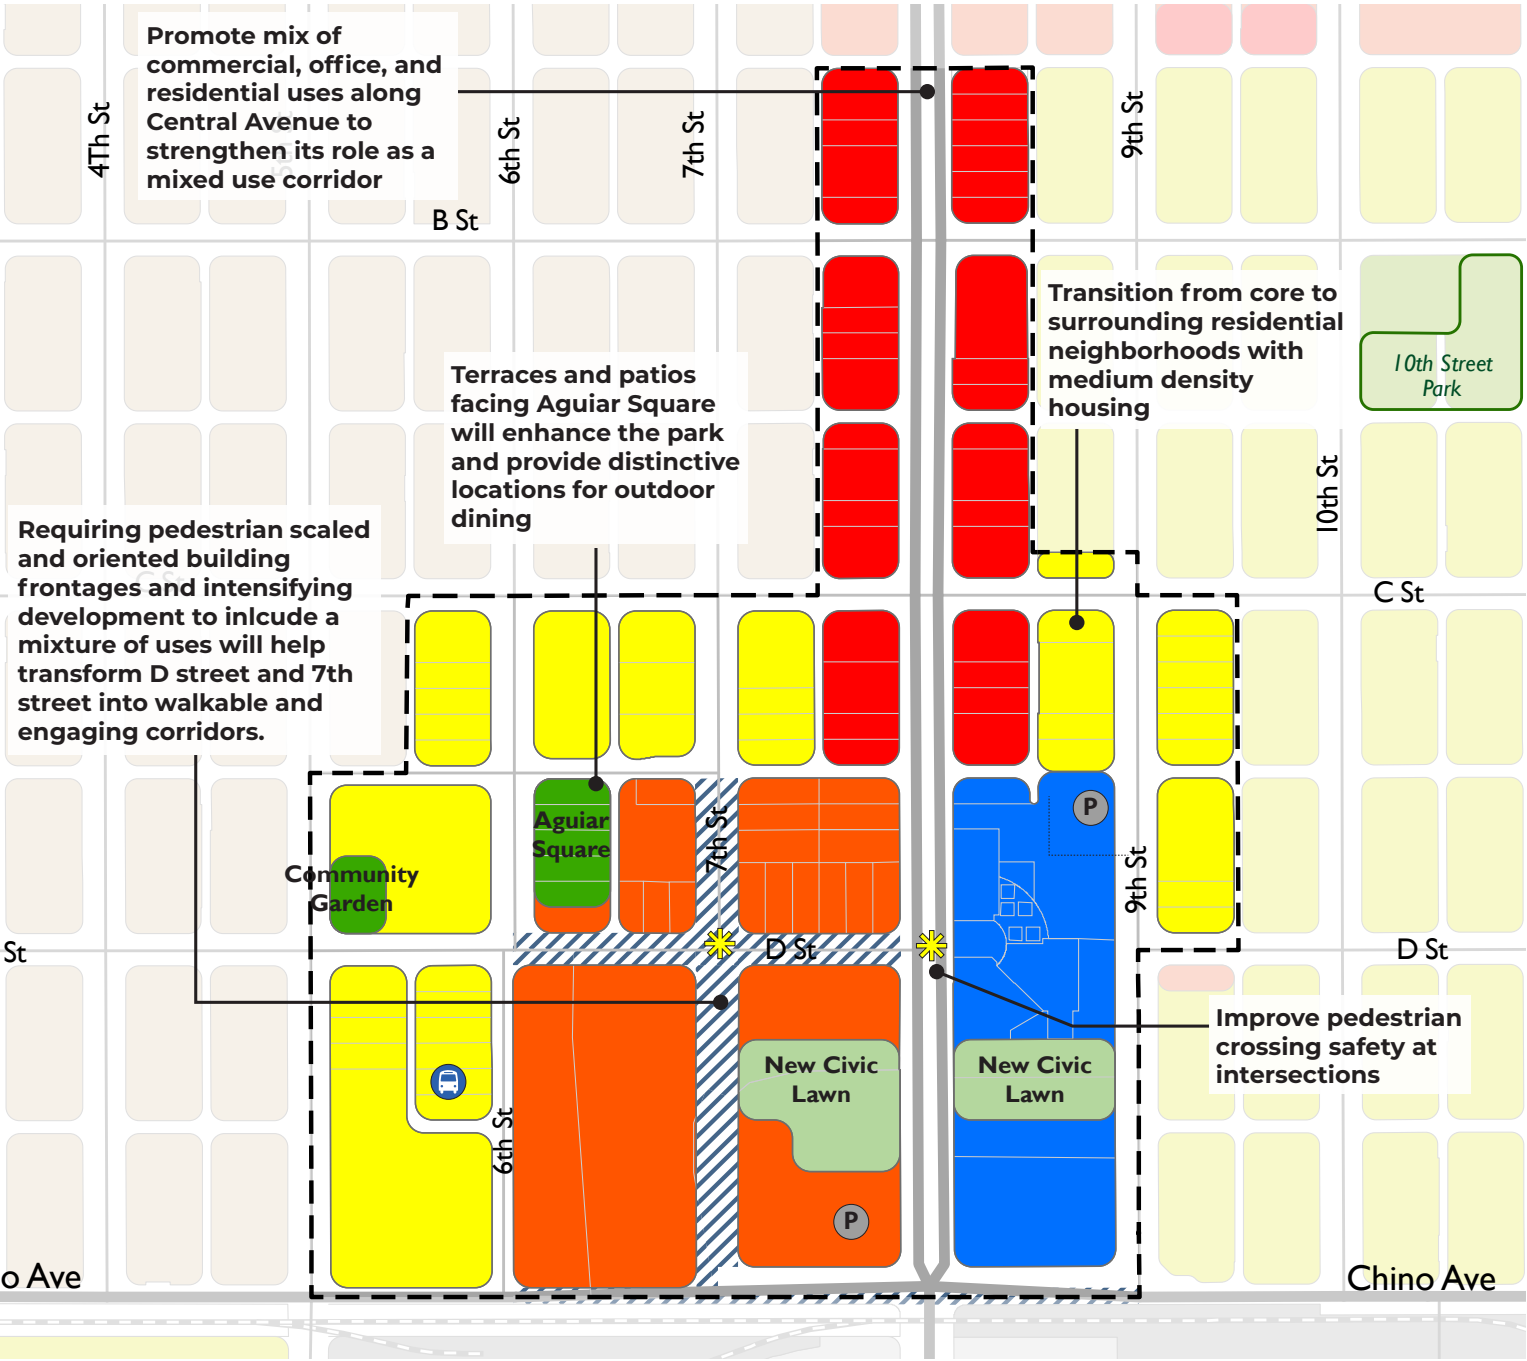 Promote mix of
commercial, office, and
residential uses along
Central Avenue to
strengthen its role as a
mixed use corridor
4Th St
6th St
7th St
9th St
B St
Transition from core to
surrounding residential
neighborhoods with
medium density
housing
10th Street
Park
Terraces and patios
facing Aguiar Square
will enhance the park
and provide distinctive
locations for outdoor
dining
10th St
Requiring pedestrian scaled
and oriented building
frontages and intensifying
development to inlcude a
mixture of uses will help
transform D street and 7th
street into walkable and
engaging corridors.
C St
C St
Aguiar
Square
7th St
P
9th St
Community
Garden
St
D St
D St
Improve pedestrian
crossing safety at
intersections
New Civic
Lawn
New Civic
Lawn
6th St
P
o Ave
Chino Ave